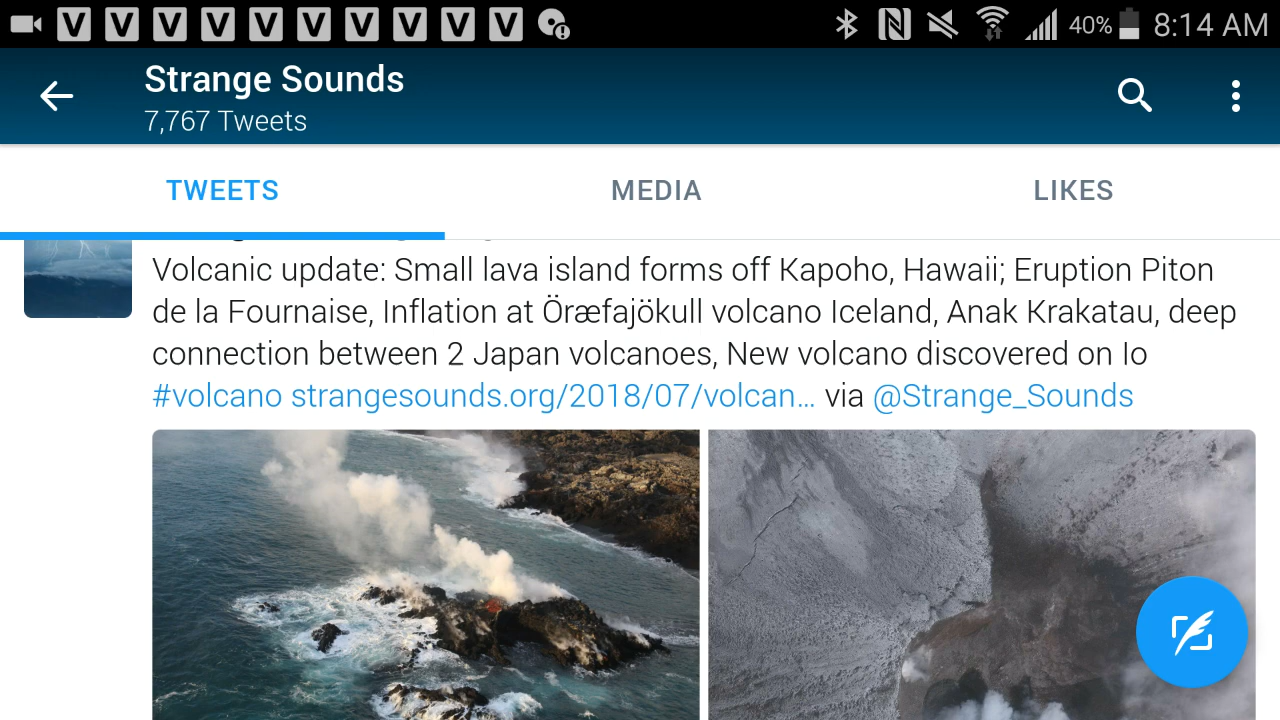 V V V V V V V V V V 40% 8:14 AM
Strange Sounds
7,767 Tweets
TWEETS MEDIA LIKES
Volcanic update: Small lava island forms off Kapoho, Hawaii; Eruption Piton
de la Fournaise, Inflation at Öræfajökull volcano Iceland, Anak Krakatau, deep
connection between 2 Japan volcanoes, New volcano discovered on Io
#volcano strangesounds.org/2018/07/volcan… via @Strange_Sounds